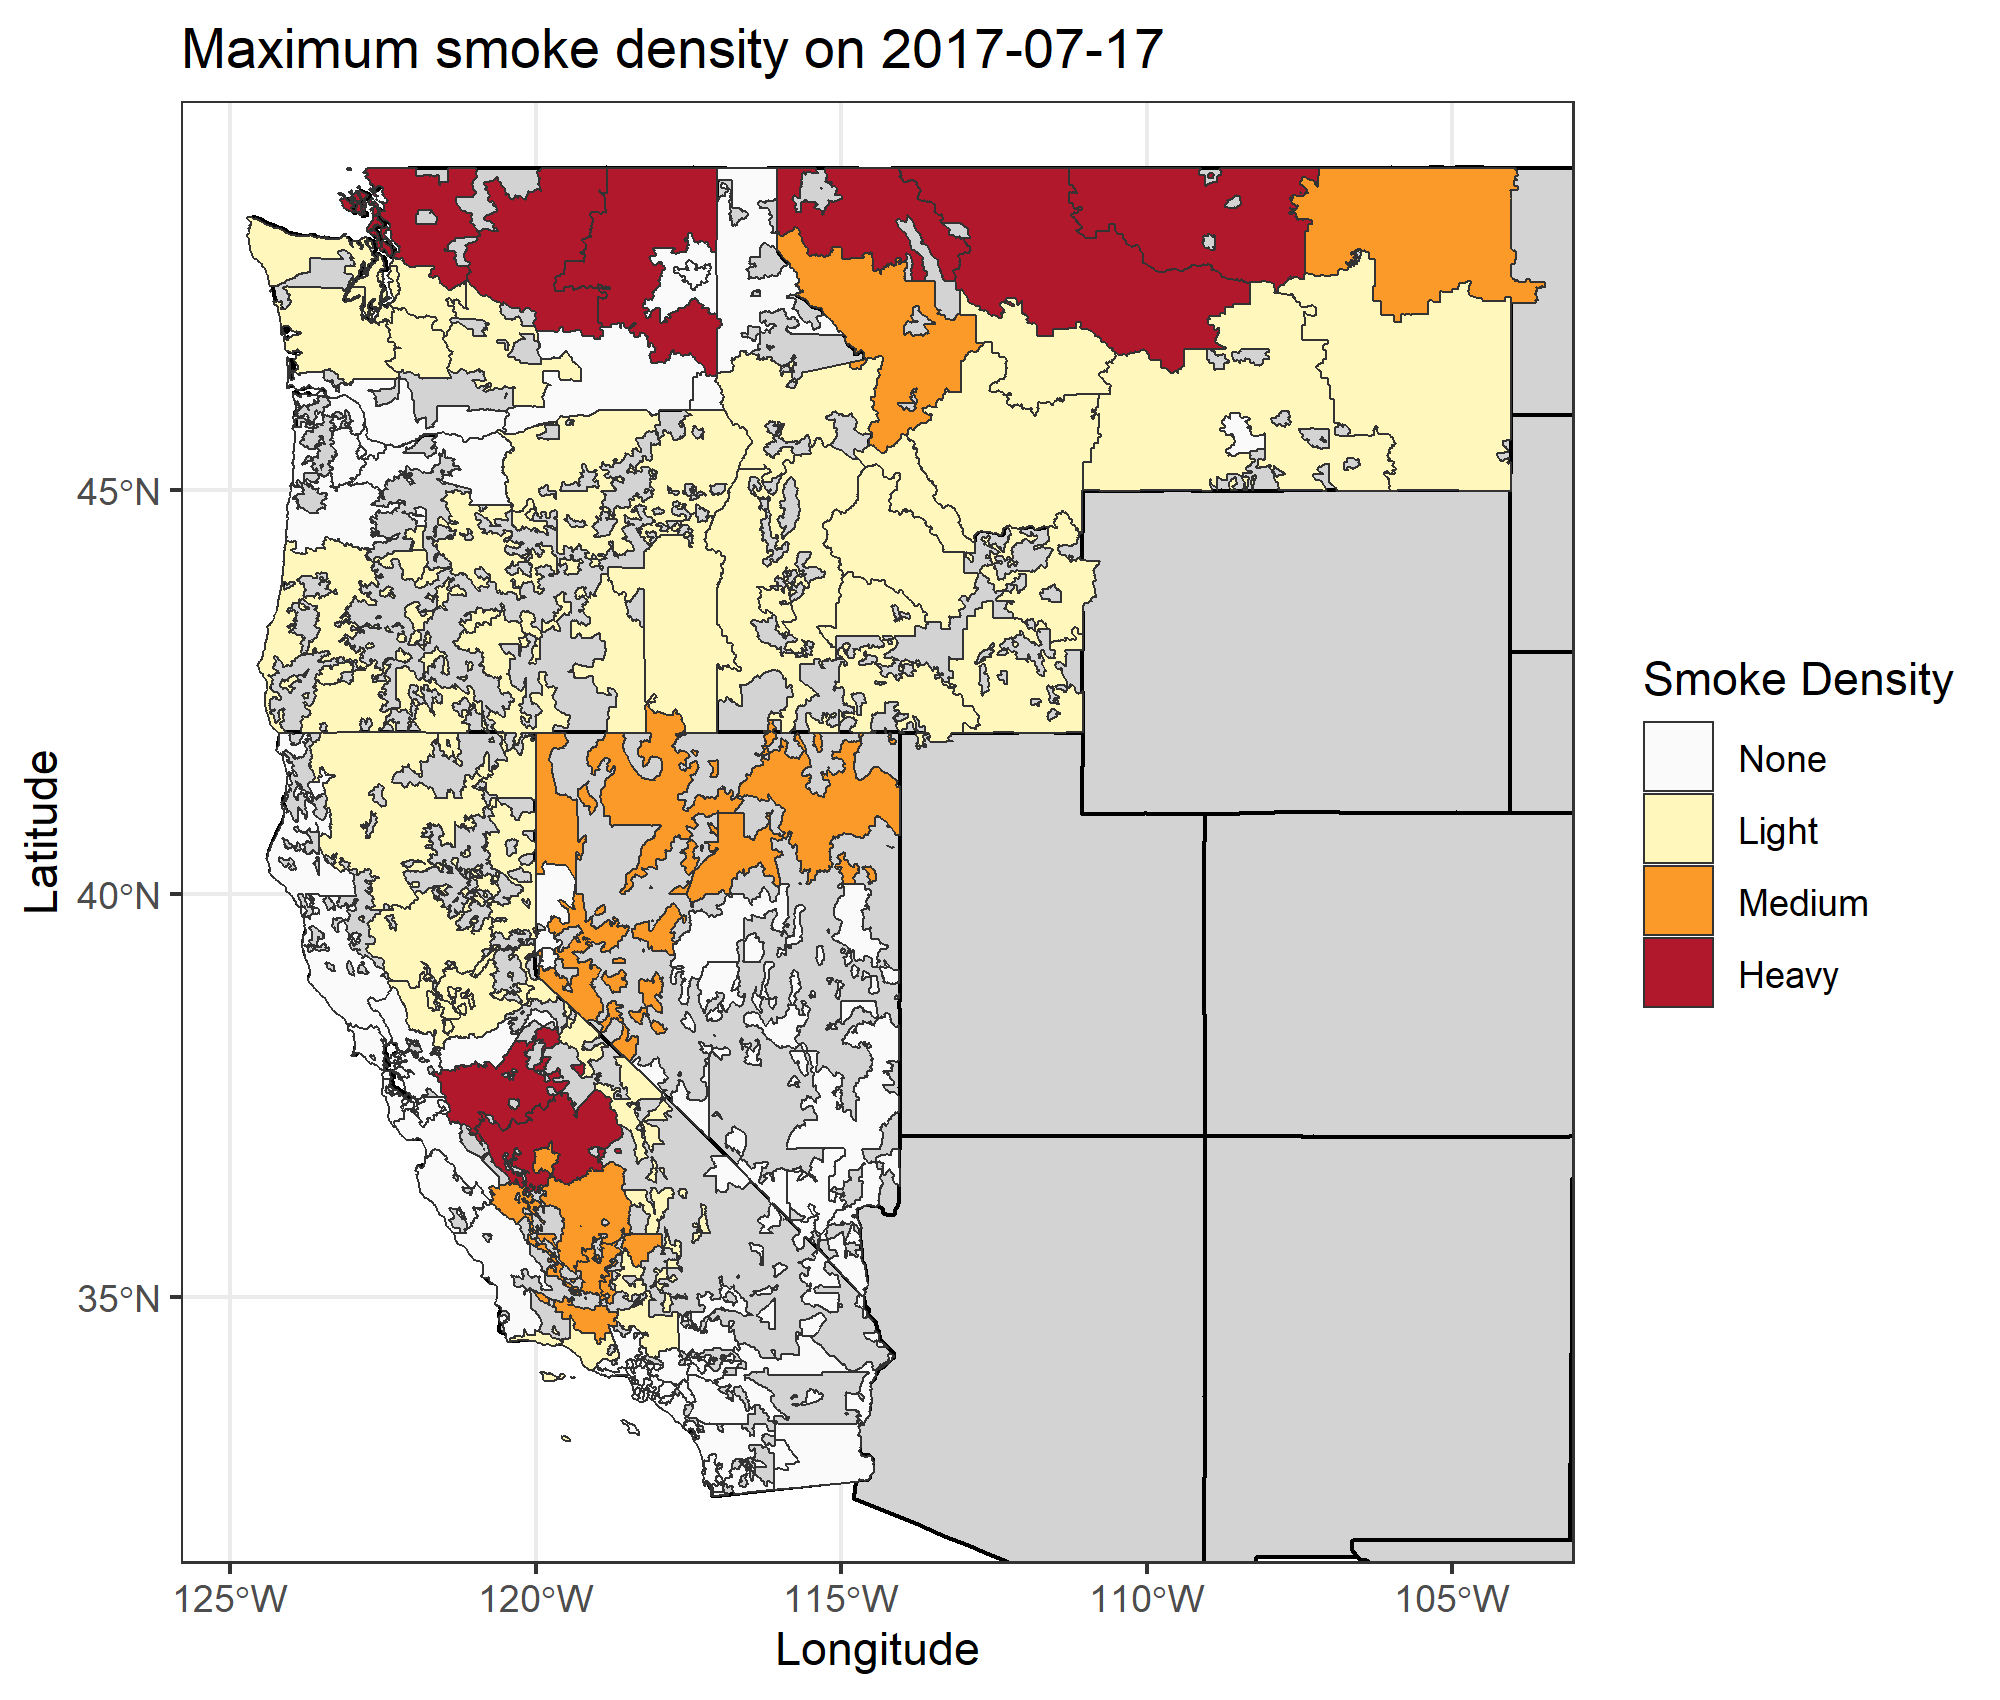 Maximum smoke density on 2017-07-17
Latitude
45°N
40°N
35°N
125°W
120°W
115°W
110°W
105°W
Longitude
Smoke Density
None
Light
Medium
Heavy